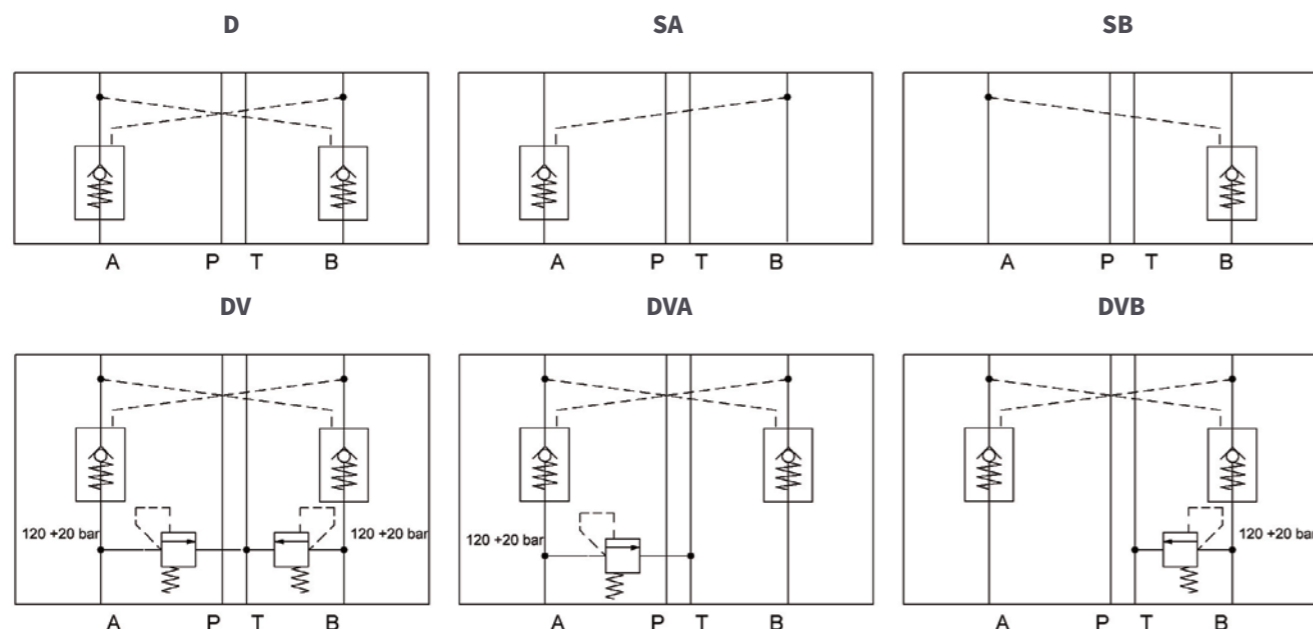 D SA SB
A P T B A P T B A P T B
DV DVA DVB
120 +20 bar 120 +20 bar 120 +20 bar 120 +20 bar
A P T B A P T B A P T B